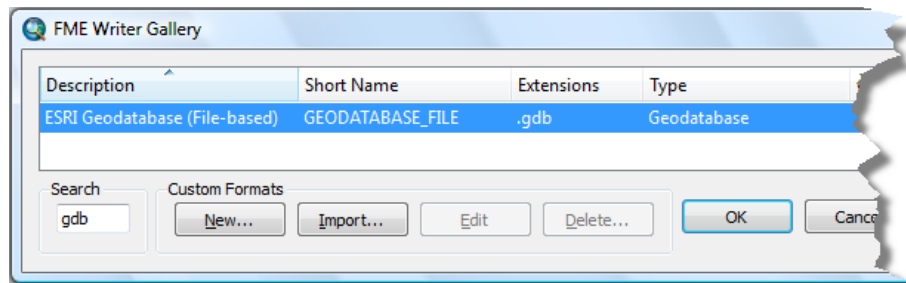 FME Writer Gallery
Description Short Name Extensions Type
ESRI Geodatabase (File-based) GEODATABASE_FILE .gdb Geodatabase
Search Custom Formats
gdb New... Import... Edit Delete... OK